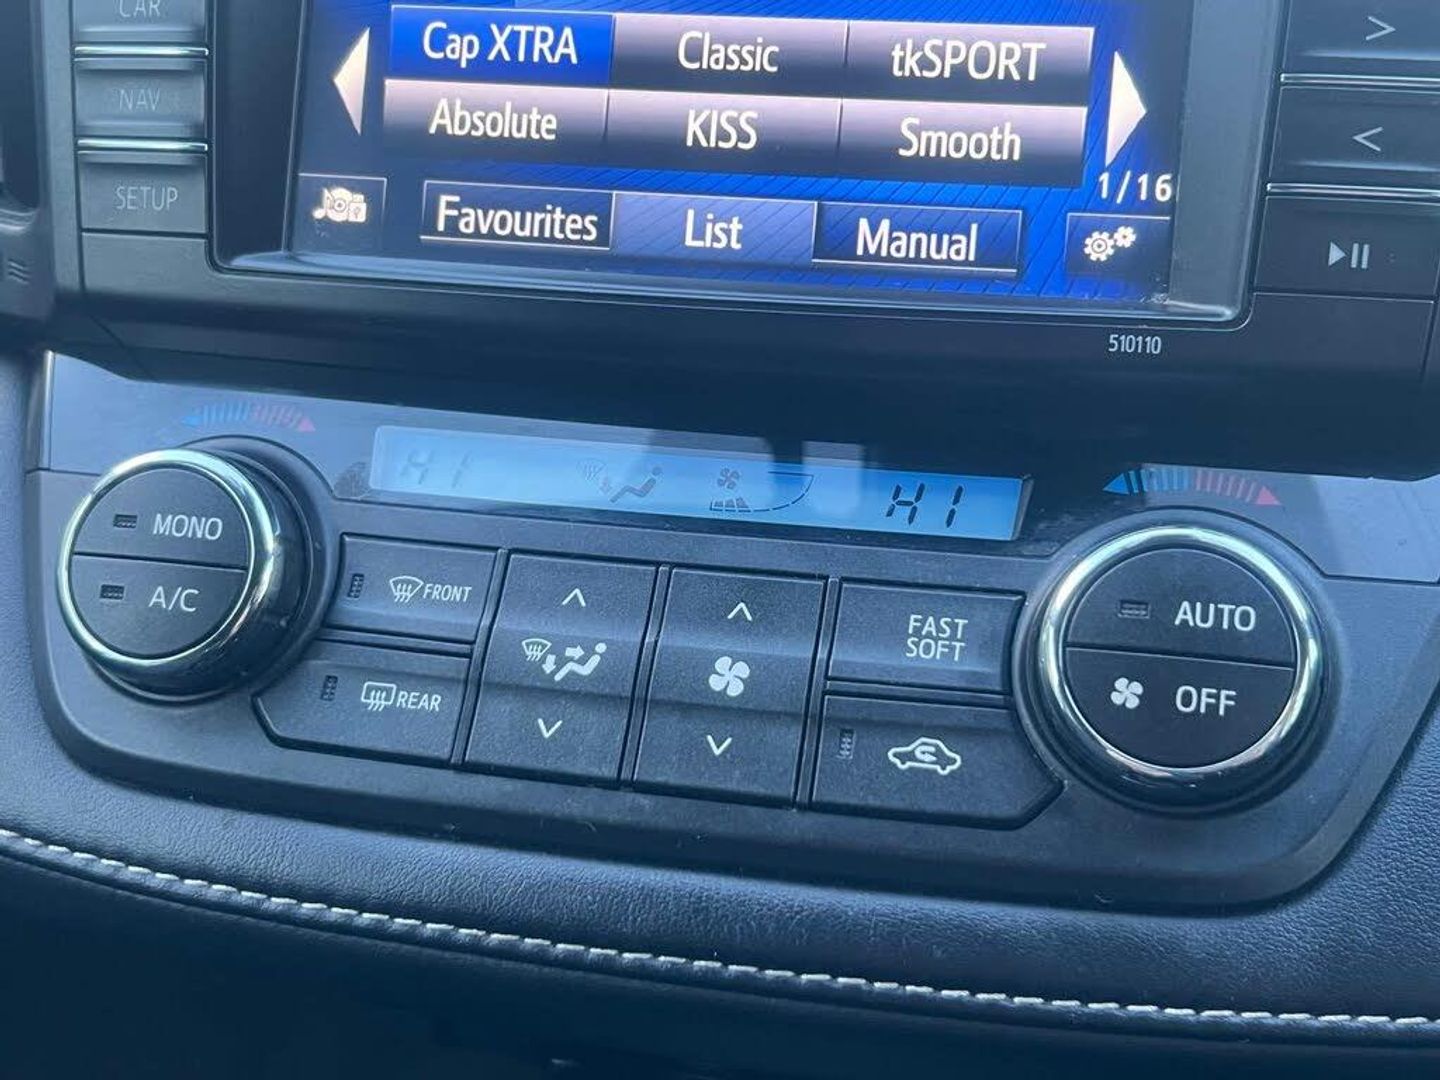 CAR
Cap XTRA Classic tkSPORT
NAV
Absolute KISS Smooth
1/16
SETUP
Favourites List Manual
510110
HI HI
MONO
A/C
FRONT
REAR
FAST
SOFT
AUTO
OFF